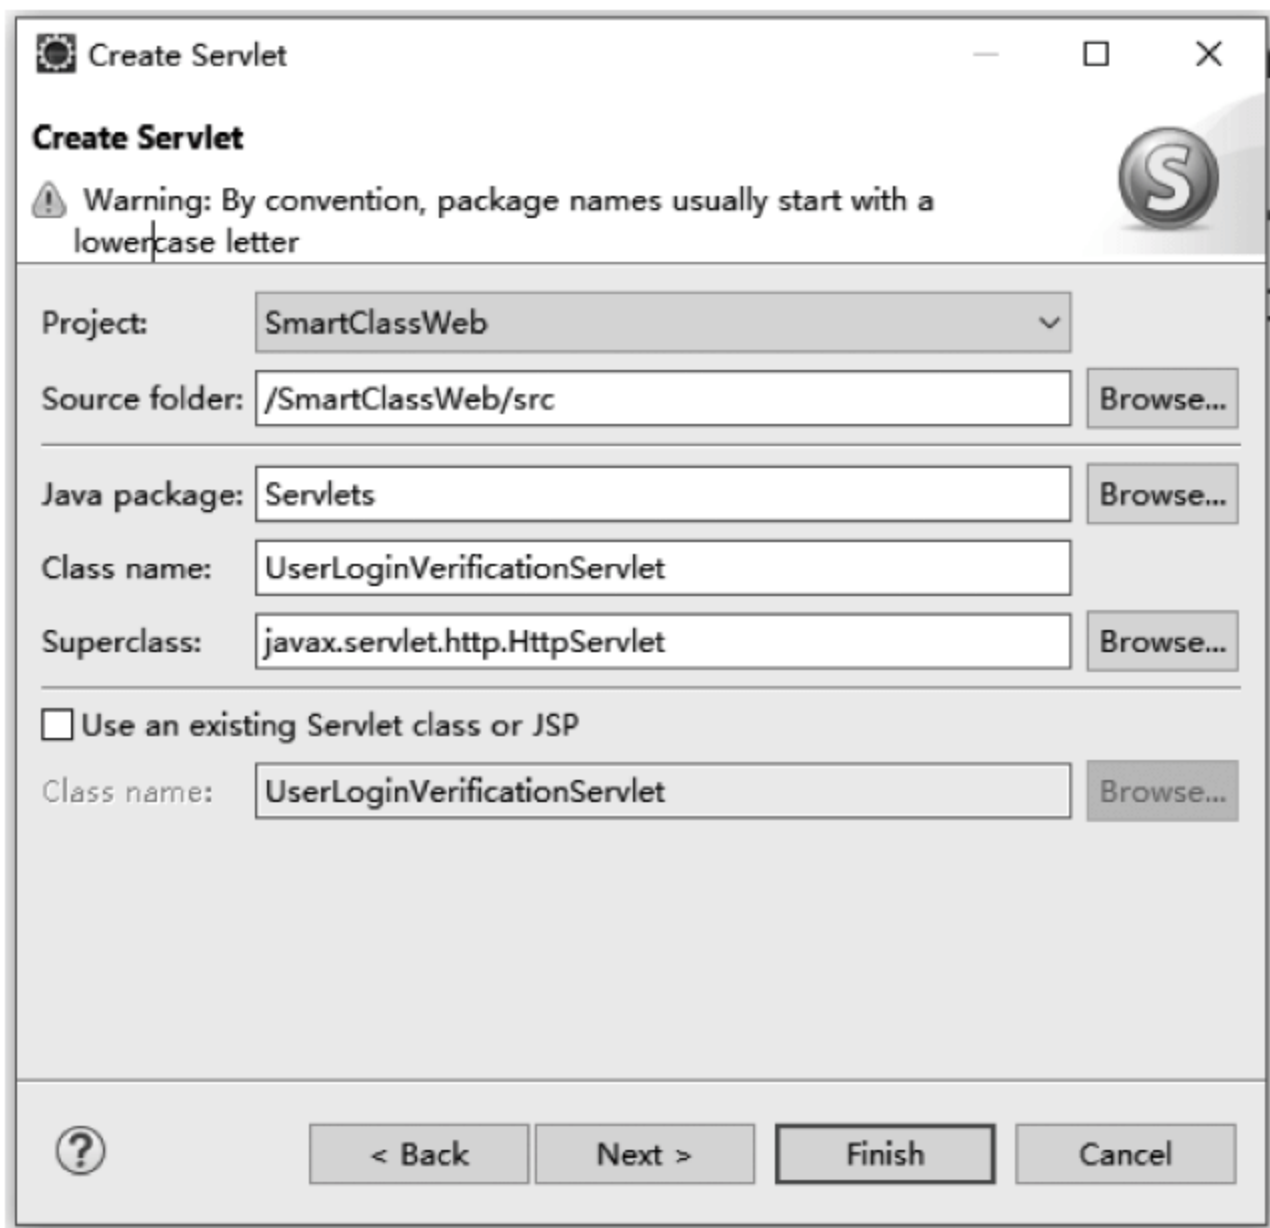 Create Servlet
Create Servlet
Warning: By convention, package names usually start with a
lowercase letter
Project: SmartClassWeb
Source folder: /SmartClassWeb/src Browse...
Java package: Servlets Browse...
Class name: UserLoginVerificationServlet
Superclass: javax.servlet.http.HttpServlet Browse...
Use an existing Servlet class or JSP
Class name: UserLoginVerificationServlet Browse...
< Back Next > Finish Cancel